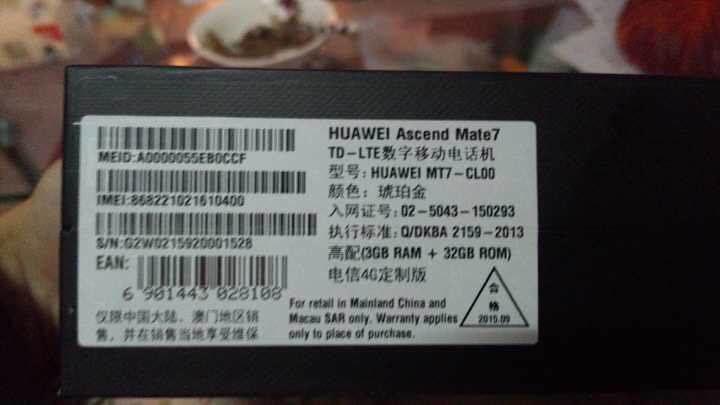 MEID:A0000055EB0CCF
IMEI:868221021610400
S/N:G2W0215920001528
EAN:
6 901443 028108
仅限中国大陆、澳门地区销
售，并在销售当地享受维保
HUAWEI Ascend Mate7
TD-LTE数字移动电话机
型号: HUAWEI MT7-CL00
颜色: 琥珀金
入网证号: 02-5043-150293
执行标准: Q/DKBA 2159-2013
高配(3GB RAM + 32GB ROM)
电信4G定制版
For retail in Mainland China and
Macau SAR only. Warranty applies
only to place of purchase.
合
格
2015.09